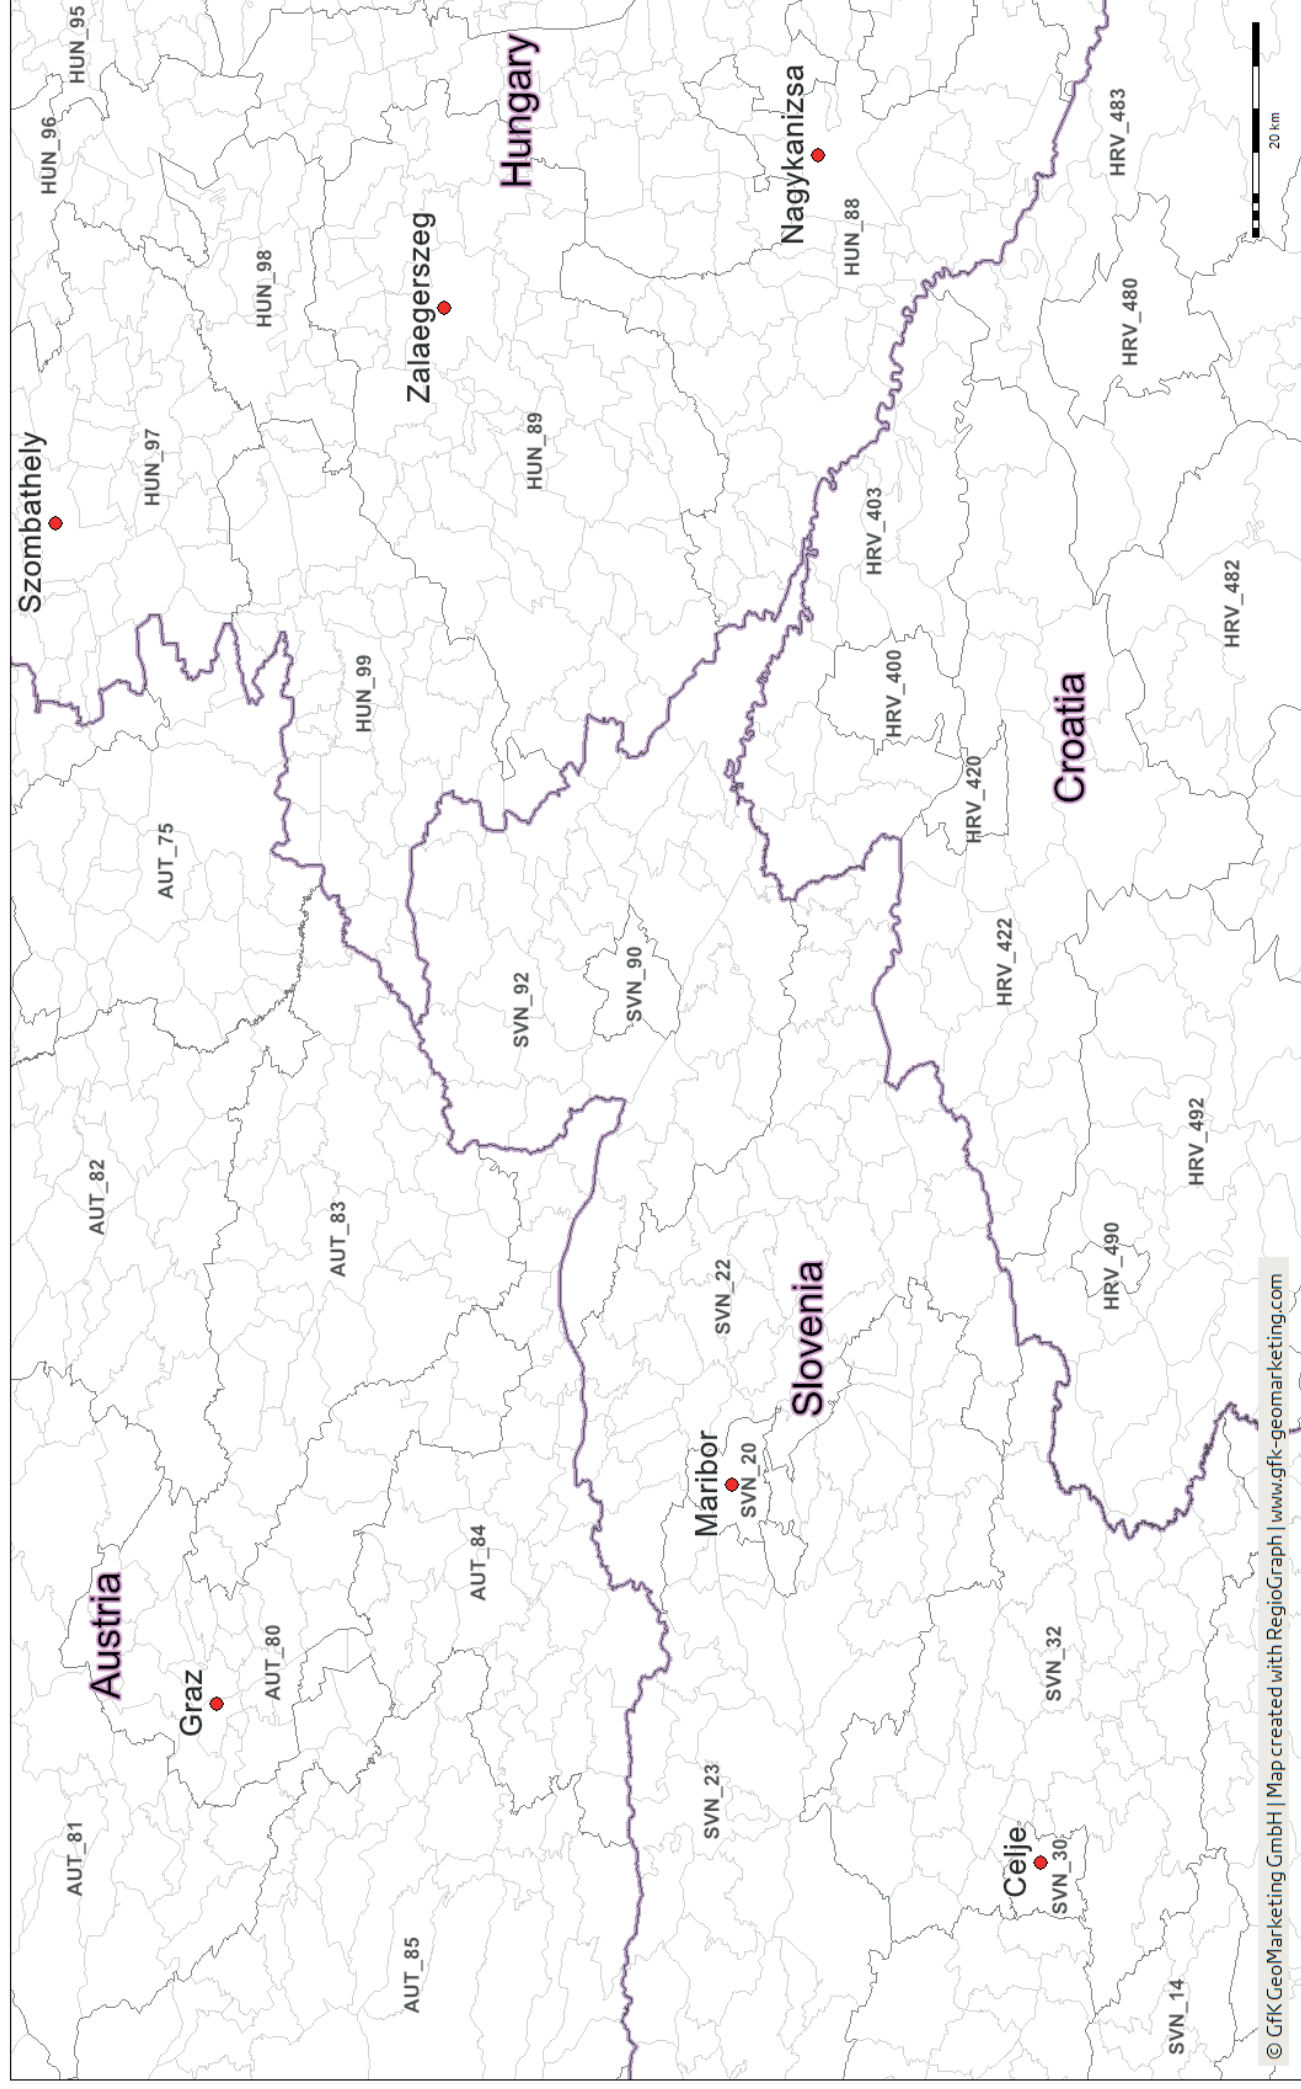 Szombathely
HUN_96
AUT_81
HUN_95
AUT_82
Austria
HUN_97
AUT_75
Graz
HUN_98
AUT_80
AUT_83
HUN_99
AUT_85
Zalaegerszeg
AUT_84
Hungary
SVN_92
HUN_89
SVN_90
Maribor
SVN_23
SVN_22
SVN_20
Nagykanizsa
Slovenia
HUN_88
HRV_403
HRV_400
HRV_420
HRV_422
Celje
SVN_32
SVN_30
Croatia
HRV_490
HRV_483
HRV_480
SVN_14
HRV_492
HRV_482
© GfK GeoMarketing GmbH | Map created with RegioGraph | www.gfk-geomarketing.com
20 km